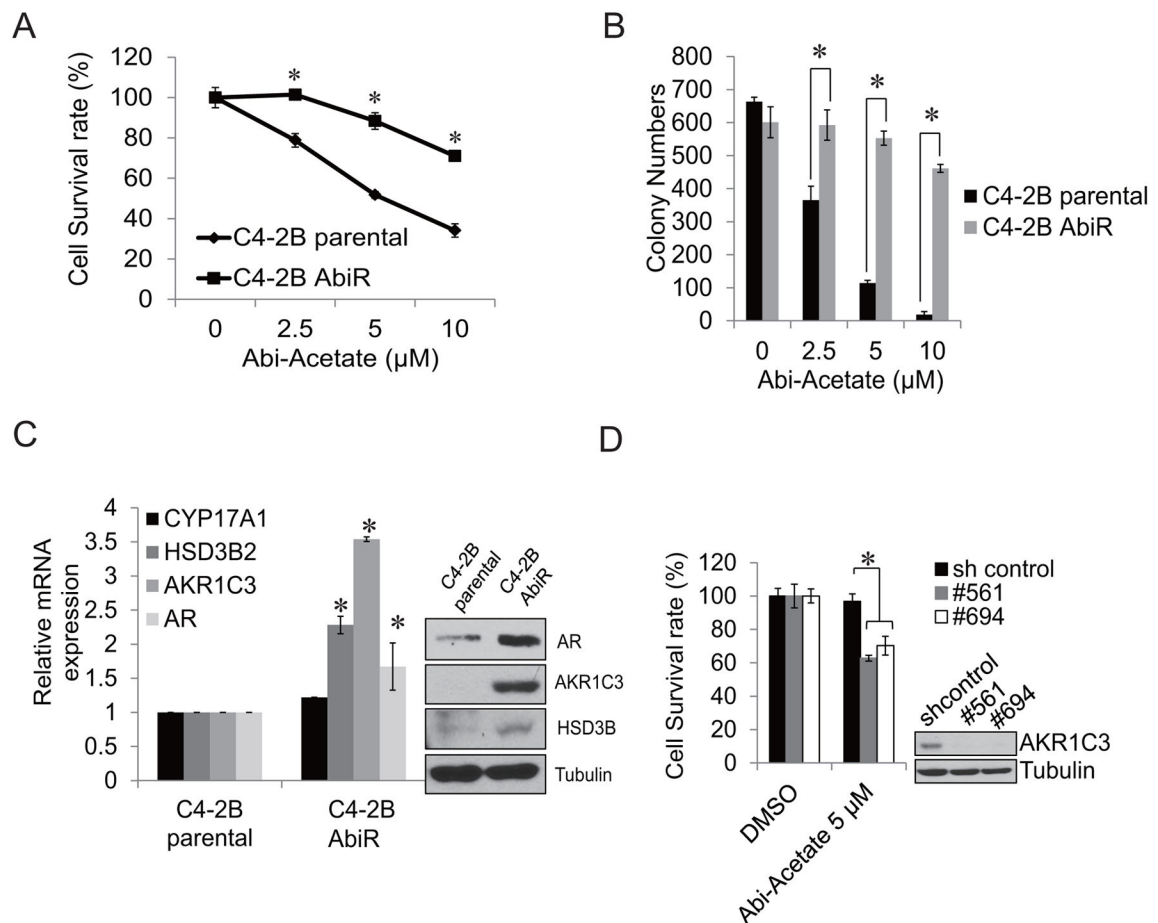 A
Cell Survival rate (%)
120
100
80
60
40
20
0
*
*
*
C4-2B parental
C4-2B AbiR
0 2.5 5 10
Abi-Acetate (µM)
B
Colony Numbers
800
700
600
500
400
300
200
100
0
*
*
*
C4-2B parental
C4-2B AbiR
0 2.5 5 10
Abi-Acetate (µM)
C
Relative mRNA
expression
4
3.5
3
2.5
2
1.5
1
0.5
0
CYP17A1
HSD3B2
AKR1C3
AR
*
*
*
C4-2B
parental
C4-2B
AbiR
C4-2B
parental
C4-2B
AbiR
AR
AKR1C3
HSD3B
Tubulin
D
Cell Survival rate (%)
120
100
80
60
40
20
0
*
sh control
#561
#694
DMSO
Abi-Acetate 5 µM
shcontrol
#561
#694
AKR1C3
Tubulin